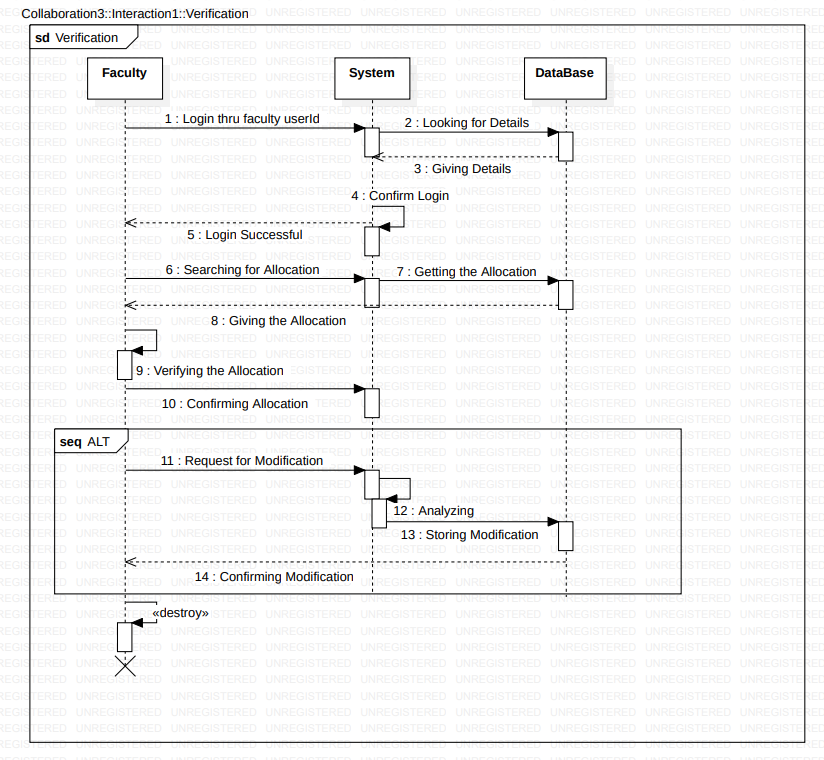 Collaboration3::Interaction1::Verification
sd Verification
Faculty
System
DataBase
1 : Login thru faculty userId
2 : Looking for Details
3 : Giving Details
4 : Confirm Login
5 : Login Successful
6 : Searching for Allocation
7 : Getting the Allocation
8 : Giving the Allocation
9 : Verifying the Allocation
10 : Confirming Allocation
seq ALT
11 : Request for Modification
12 : Analyzing
13 : Storing Modification
14 : Confirming Modification
«destroy»
UNREGISTERED